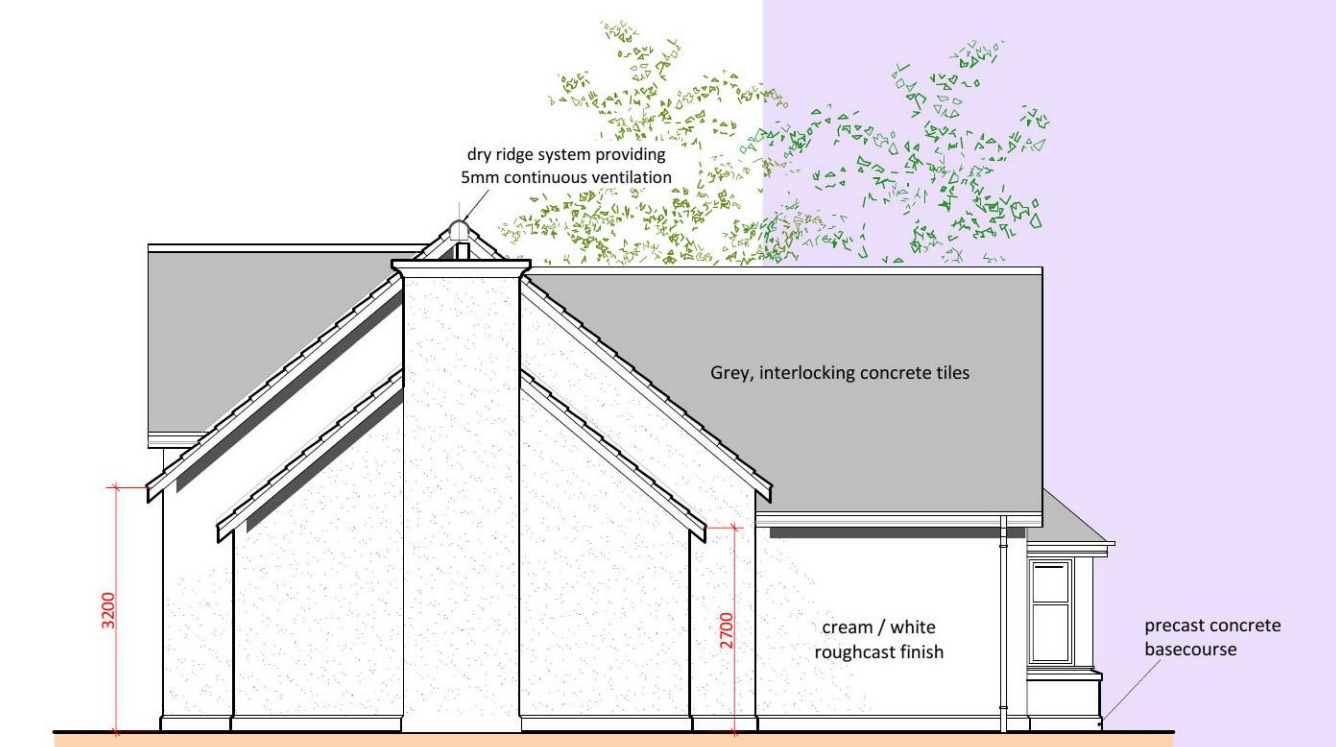 dry ridge system providing
5mm continuous ventilation
Grey, interlocking concrete tiles
3200
2700
cream / white
roughcast finish
precast concrete
basecourse